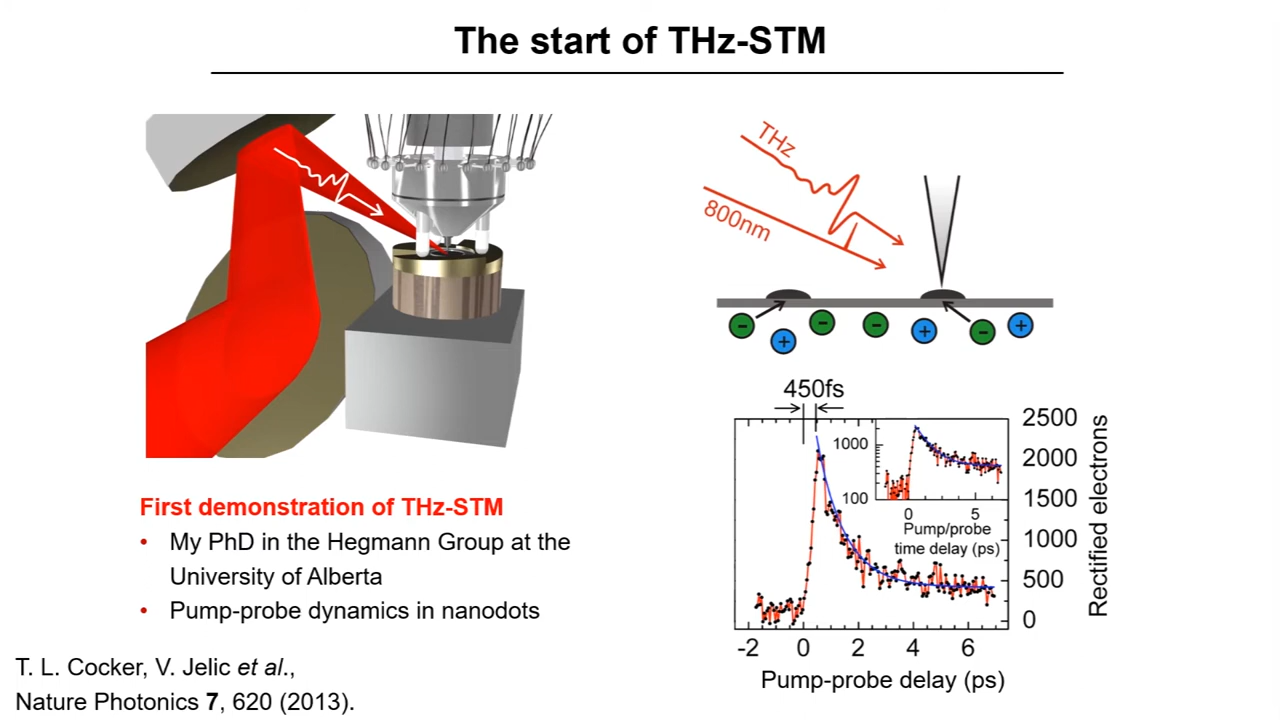 The start of THz-STM
THz
800nm
- + - - + - +
First demonstration of THz-STM
• My PhD in the Hegmann Group at the
University of Alberta
• Pump-probe dynamics in nanodots
T. L. Cocker, V. Jelic et al.,
Nature Photonics 7, 620 (2013).
450fs
2500
2000
1500
1000
500
0
Rectified electrons
1000
100
0 5
Pump/probe
time delay (ps)
-2 0 2 4 6
Pump-probe delay (ps)